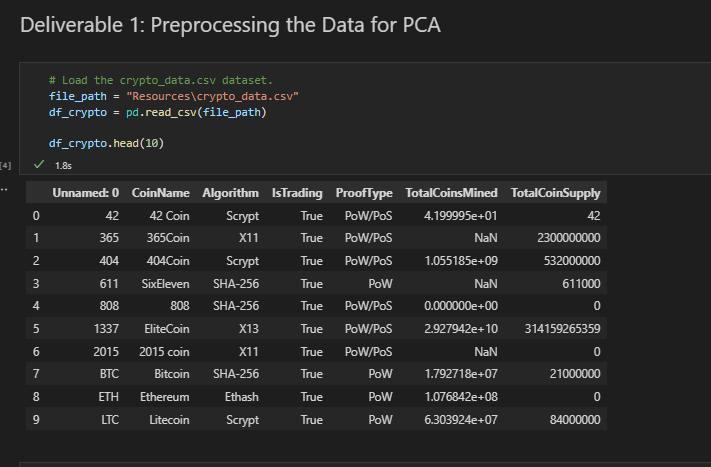 Deliverable 1: Preprocessing the Data for PCA
# Load the crypto_data.csv dataset.
file_path = "Resources\crypto_data.csv"
df_crypto = pd.read_csv(file_path)
df_crypto.head(10)
[4] 1.8s
Unnamed: 0 CoinName Algorithm IsTrading ProofType TotalCoinsMined TotalCoinSupply
0 42 42 Coin Scrypt True PoW/PoS 4.199995e+01 42
1 365 365Coin X11 True PoW/PoS NaN 2300000000
2 404 404Coin Scrypt True PoW/PoS 1.055185e+09 532000000
3 611 SixEleven SHA-256 True PoW NaN 611000
4 808 808 SHA-256 True PoW/PoS 0.000000e+00 0
5 1337 EliteCoin X13 True PoW/PoS 2.927942e+10 314159265359
6 2015 2015 coin X11 True PoW/PoS NaN 0
7 BTC Bitcoin SHA-256 True PoW 1.792718e+07 21000000
8 ETH Ethereum Ethash True PoW 1.076842e+08 0
9 LTC Litecoin Scrypt True PoW 6.303924e+07 84000000